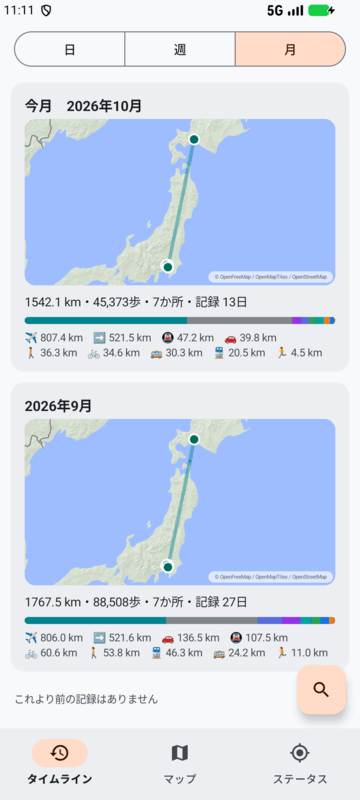 11:11 5G
日 週 月
今月 2026年10月
© OpenFreeMap / OpenMapTiles / OpenStreetMap
1542.1 km・45,373歩・7か所・記録 13日
✈️ 807.4 km ➡️ 521.5 km 🚇 47.2 km 🚗 39.8 km
🚶 36.3 km 🚲 34.6 km 🚌 30.3 km 🚆 20.5 km 🏃 4.5 km
2026年9月
© OpenFreeMap / OpenMapTiles / OpenStreetMap
1767.5 km・88,508歩・7か所・記録 27日
✈️ 806.0 km ➡️ 521.6 km 🚗 136.5 km 🚇 107.5 km
🚲 60.6 km 🚶 53.8 km 🚆 46.3 km 🚌 24.2 km 🏃 11.0 km
これより前の記録はありません
タイムライン マップ ステータス